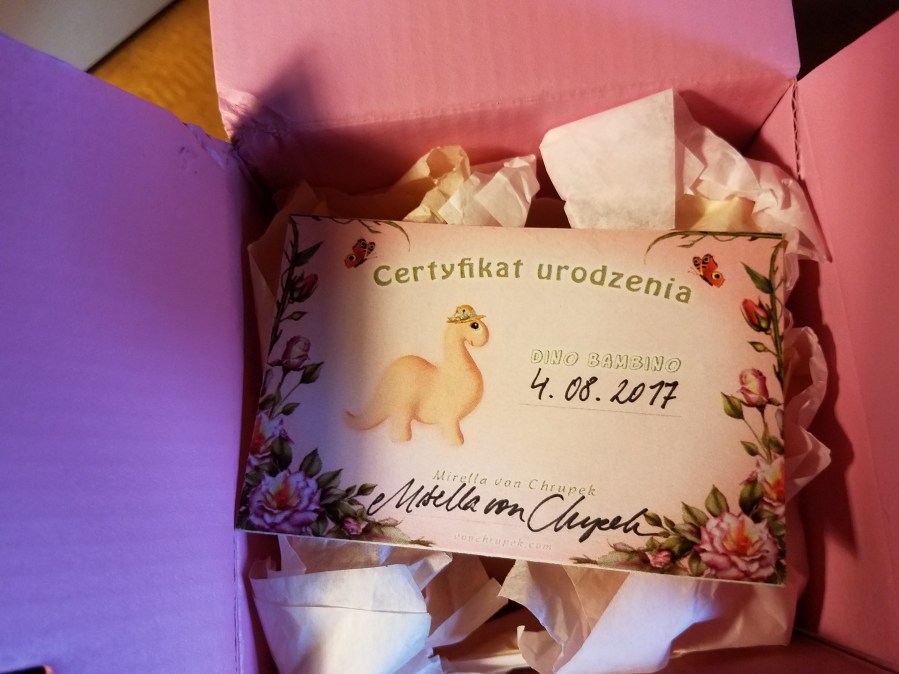 Certyfikat urodzenia
DINO BAMBINO
4. 08. 2017
Mirella von Chrupek
Mirella von Chrupek
vonchrupek.com